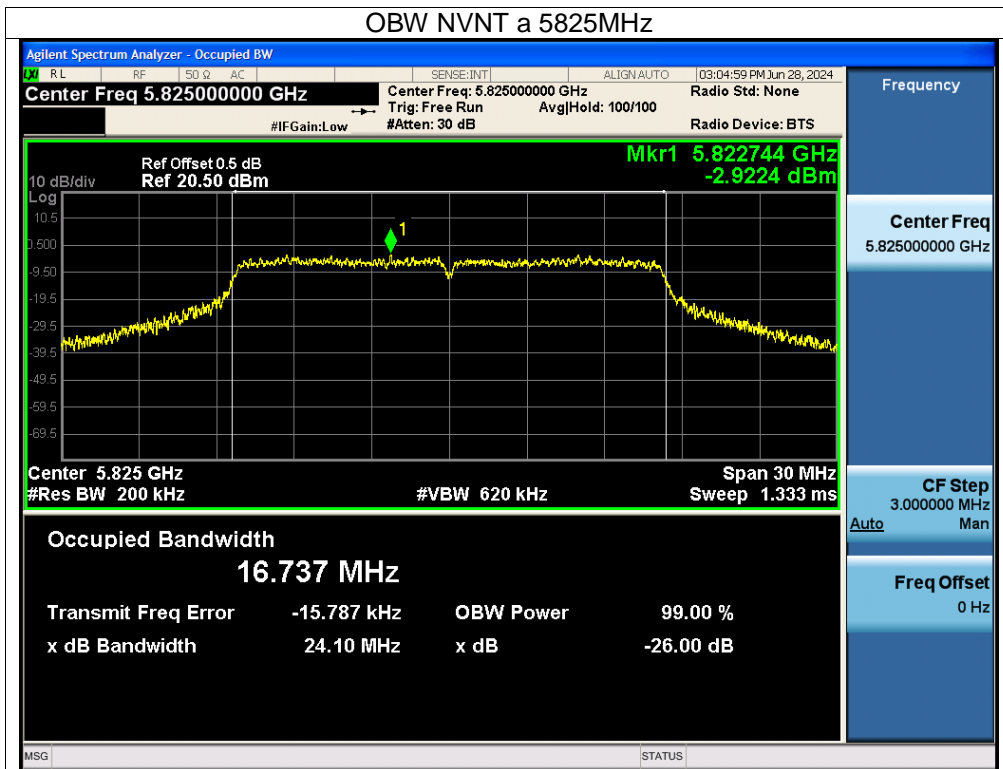 OBW NVNT a 5825MHz
Agilent Spectrum Analyzer - Occupied BW
LXI RL RF 50 Ω AC SENSE:INT ALIGN AUTO 03:04:59 PM Jun 28, 2024
Center Freq 5.825000000 GHz
Center Freq: 5.825000000 GHz Radio Std: None
Trig: Free Run Avg|Hold: 100/100
#IFGain:Low #Atten: 30 dB Radio Device: BTS
Frequency
Mkr1 5.822744 GHz
-2.9224 dBm
Ref Offset 0.5 dB
10 dB/div Ref 20.50 dBm
Log
10.5
0.500
-9.50
-19.5
-29.5
-39.5
-49.5
-59.5
-69.5
1
Center 5.825 GHz Span 30 MHz
#Res BW 200 kHz #VBW 620 kHz Sweep 1.333 ms
Center Freq
5.825000000 GHz
CF Step
3.000000 MHz
Auto Man
Freq Offset
0 Hz
Occupied Bandwidth
16.737 MHz
Transmit Freq Error -15.787 kHz OBW Power 99.00 %
x dB Bandwidth 24.10 MHz x dB -26.00 dB
MSG STATUS